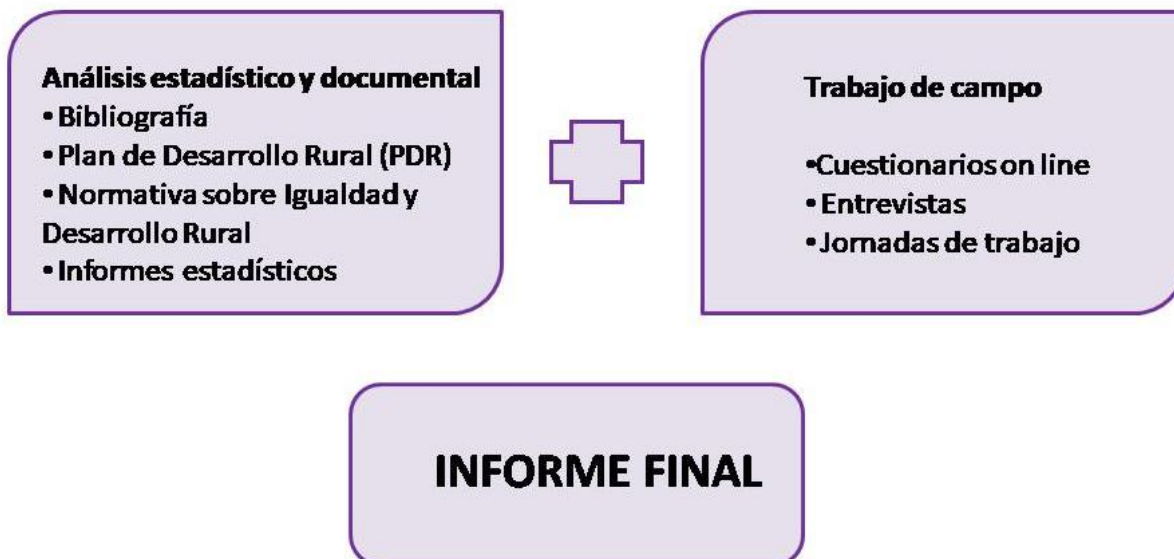 Análisis estadístico y documental
• Bibliografía
• Plan de Desarrollo Rural (PDR)
• Normativa sobre Igualdad y
Desarrollo Rural
• Informes estadísticos
Trabajo de campo
•Cuestionarios on line
• Entrevistas
• Jornadas de trabajo
INFORME FINAL